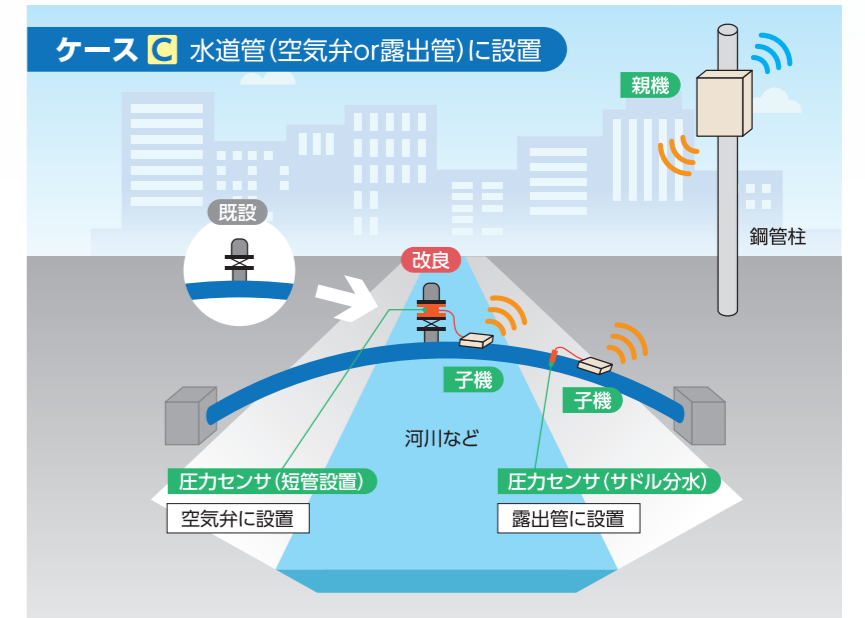 ケース C 水道管(空気弁or露出管)に設置
親機
既設
鋼管柱
改良
子機
子機
河川など
圧力センサ(短管設置)
圧力センサ(サドル分水)
空気弁に設置
露出管に設置